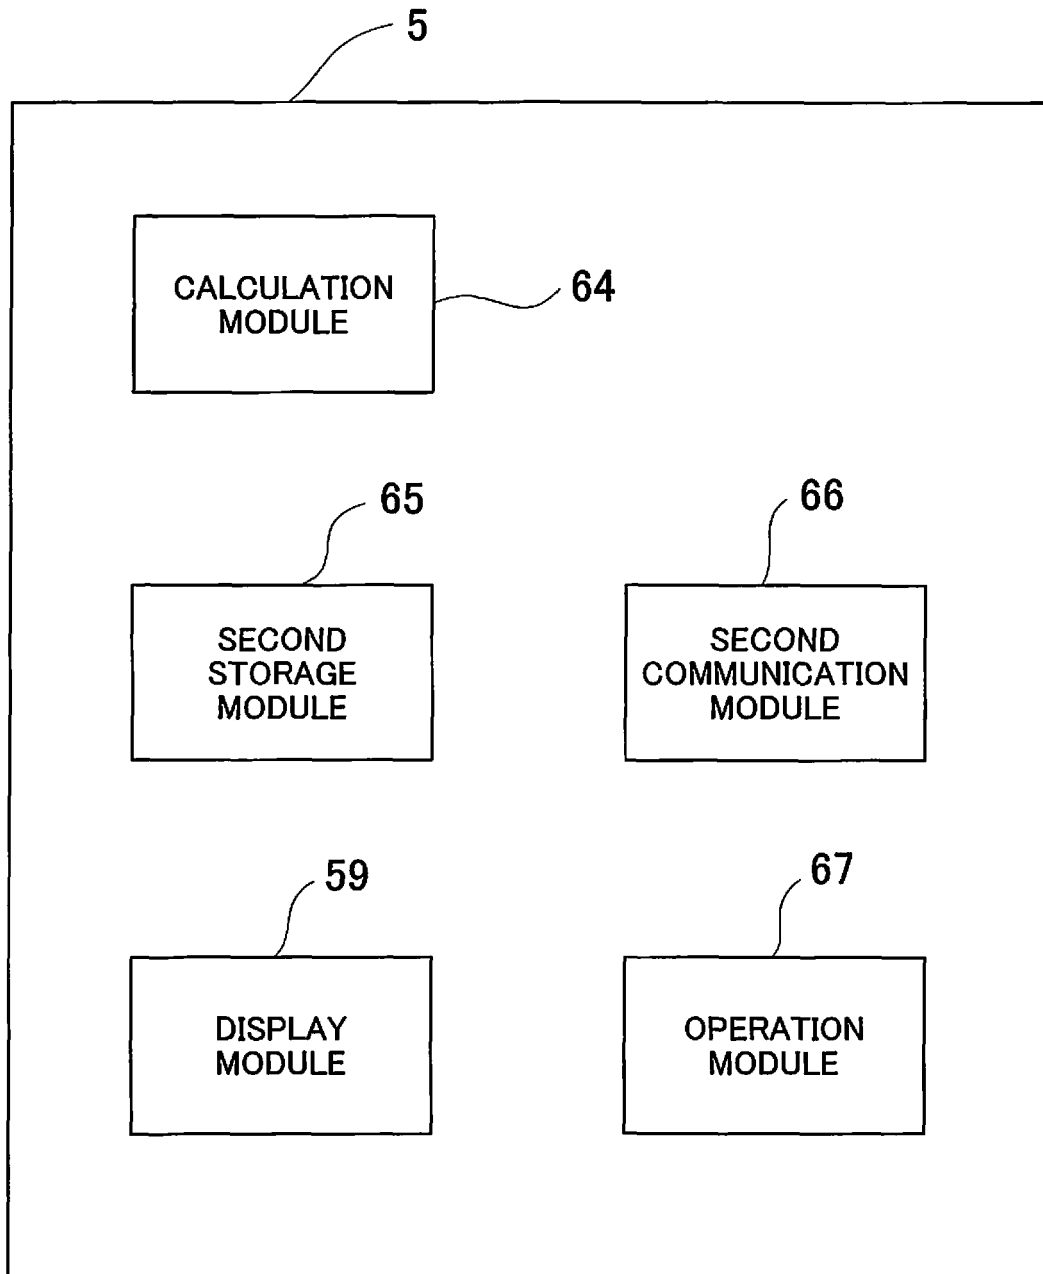 5
CALCULATION
MODULE
64
65
66
SECOND
STORAGE
MODULE
SECOND
COMMUNICATION
MODULE
59
67
DISPLAY
MODULE
OPERATION
MODULE